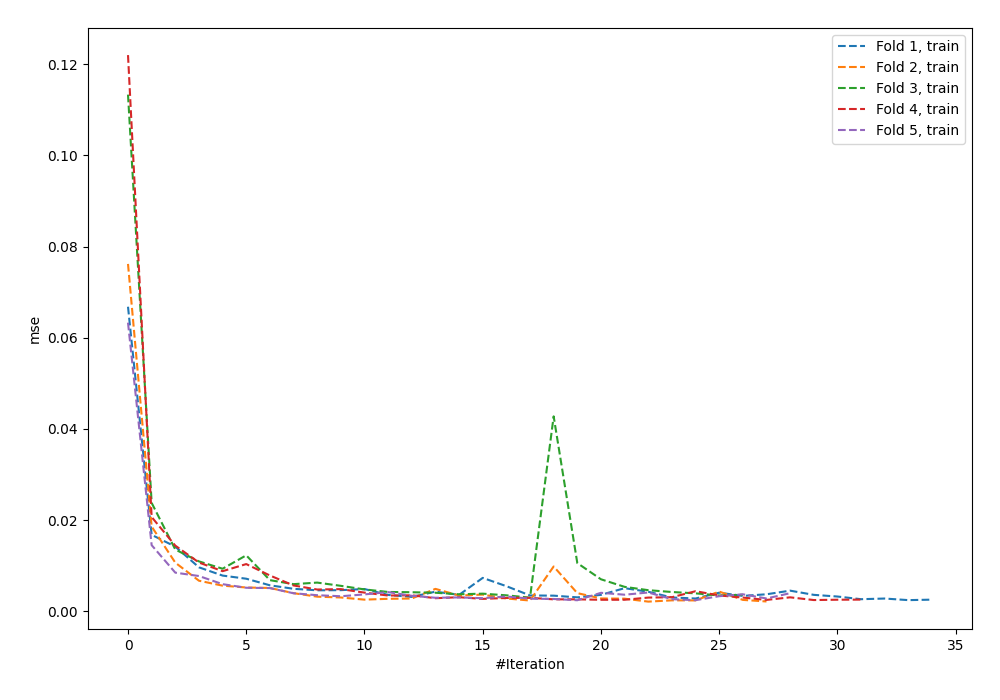 Fold 1, train
Fold 2, train
Fold 3, train
Fold 4, train
Fold 5, train
0.12
0.10
0.08
0.06
0.04
0.02
0.00
mse
0 5 10 15 20 25 30 35
#Iteration